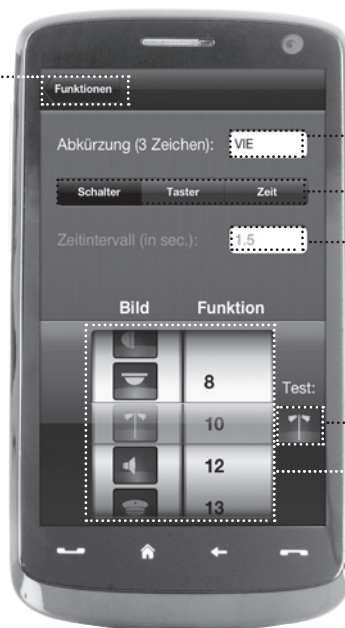 Funktionen
Abkürzung (3 Zeichen): VIE
Schalter Taster Zeit
Zeitintervall (in sec.): 1.5
Bild Funktion
8
Test:
10
12
13